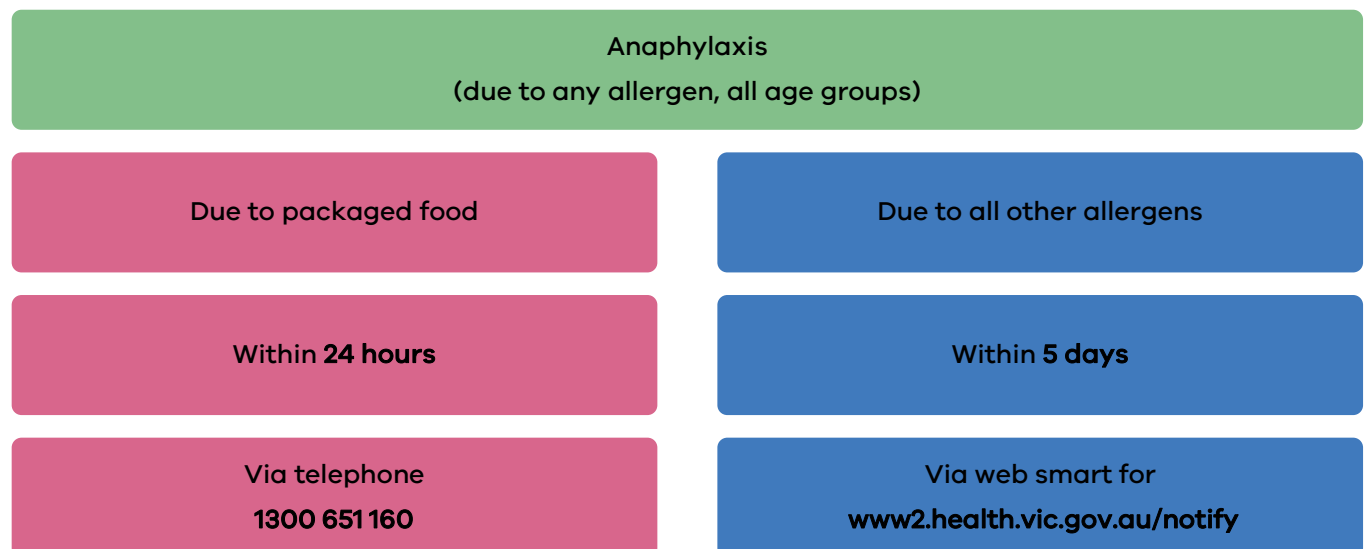 Anaphylaxis
(due to any allergen, all age groups)
Due to packaged food
Due to all other allergens
Within 24 hours
Within 5 days
Via telephone
1300 651 160
Via web smart for
www2.health.vic.gov.au/notify